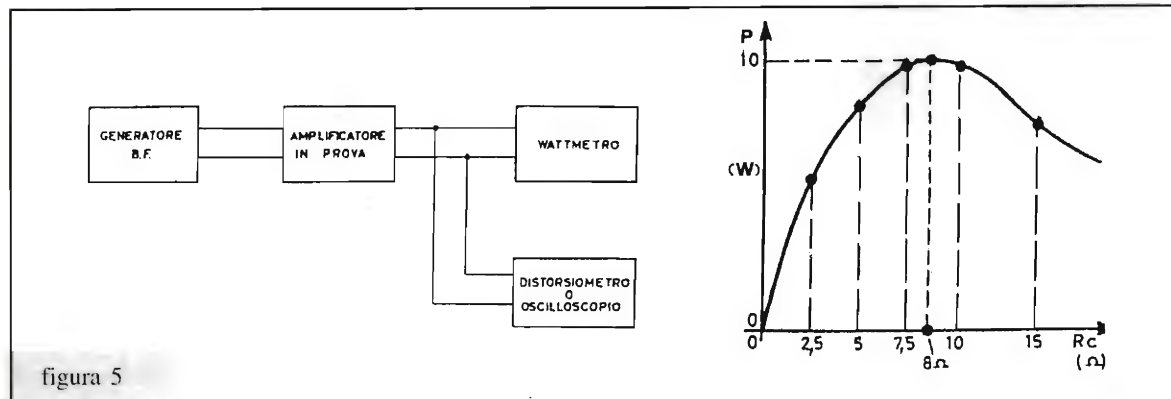 GENERATORE
B.F.
AMPLIFICATORE
IN PROVA
WATTMETRO
DISTORSIOMETRO
O
OSCILLOSCOPIO
P
10
(W)
0
0
2,5
5
7,5
10
15
Rc
(Ω)
8Ω
figura 5